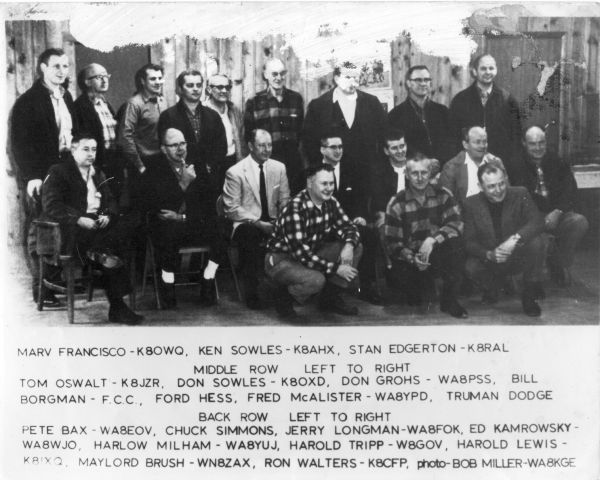 MARV FRANCISCO - K8OWQ, KEN SOWLES - K8AHX, STAN EDGERTON - K8RAL
MIDDLE ROW LEFT TO RIGHT
TOM OSWALT - K8JZR, DON SOWLES - K8OXD, DON GROHS - WA8PSS, BILL
BORGMAN - F.C.C., FORD HESS, FRED McALISTER - WA8YPD, TRUMAN DODGE
BACK ROW LEFT TO RIGHT
PETE BAX - WA8EOV, CHUCK SIMMONS, JERRY LONGMAN-WA8FOK, ED KAMROWSKY-
WA8WJO, HARLOW MILHAM - WA8YUJ, HAROLD TRIPP - W8GOV, HAROLD LEWIS -
MAYLORD BRUSH - WN8ZAX, RON WALTERS - K8CFP, photo-BOB MILLER-WA8KGE